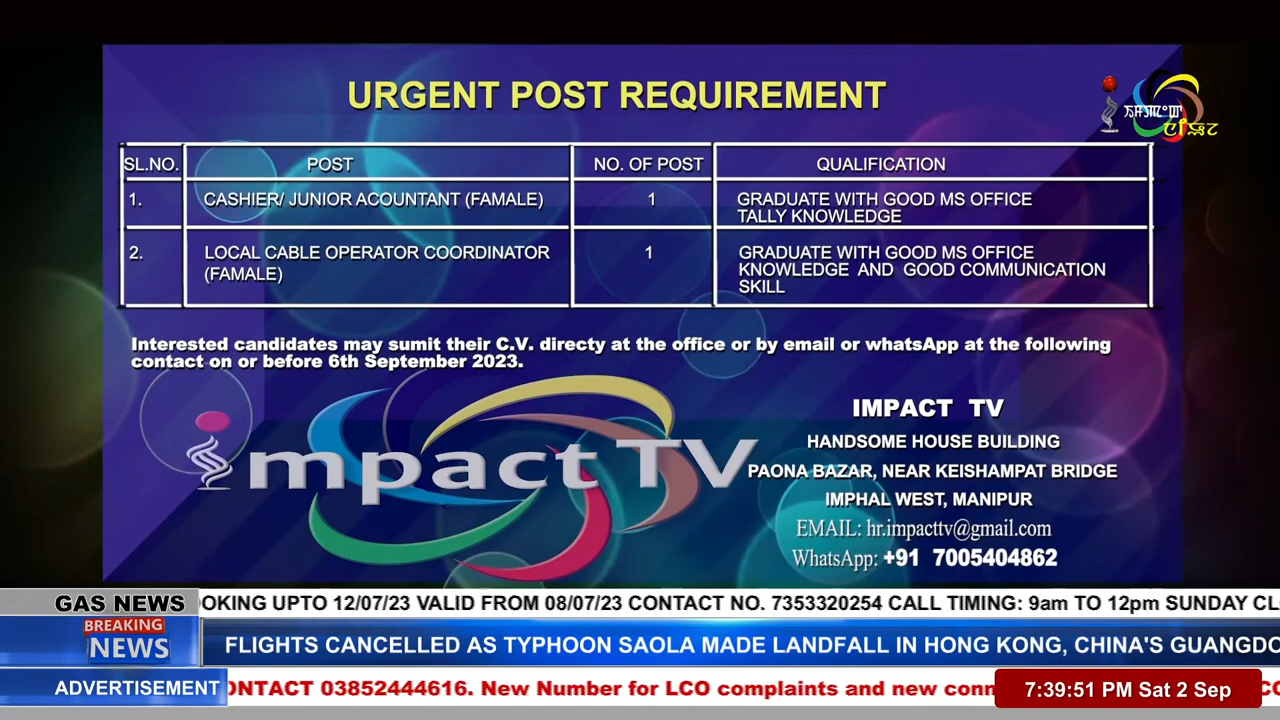 URGENT POST REQUIREMENT
SL.NO. POST NO. OF POST QUALIFICATION
1. CASHIER/ JUNIOR ACOUNTANT (FAMALE) 1 GRADUATE WITH GOOD MS OFFICE
TALLY KNOWLEDGE
2. LOCAL CABLE OPERATOR COORDINATOR 1 GRADUATE WITH GOOD MS OFFICE
(FAMALE) KNOWLEDGE AND GOOD COMMUNICATION
SKILL
Interested candidates may sumit their C.V. directy at the office or by email or whatsApp at the following
contact on or before 6th September 2023.
impact TV
IMPACT TV
HANDSOME HOUSE BUILDING
PAONA BAZAR, NEAR KEISHAMPAT BRIDGE
IMPHAL WEST, MANIPUR
EMAIL: hr.impacttv@gmail.com
WhatsApp: +91 7005404862
GAS NEWS OOKING UPTO 12/07/23 VALID FROM 08/07/23 CONTACT NO. 7353320254 CALL TIMING: 9am TO 12pm SUNDAY CL
BREAKING
NEWS
FLIGHTS CANCELLED AS TYPHOON SAOLA MADE LANDFALL IN HONG KONG, CHINA'S GUANGDO
ADVERTISEMENT ONTACT 03852444616. New Number for LCO complaints and new conn
7:39:51 PM Sat 2 Sep